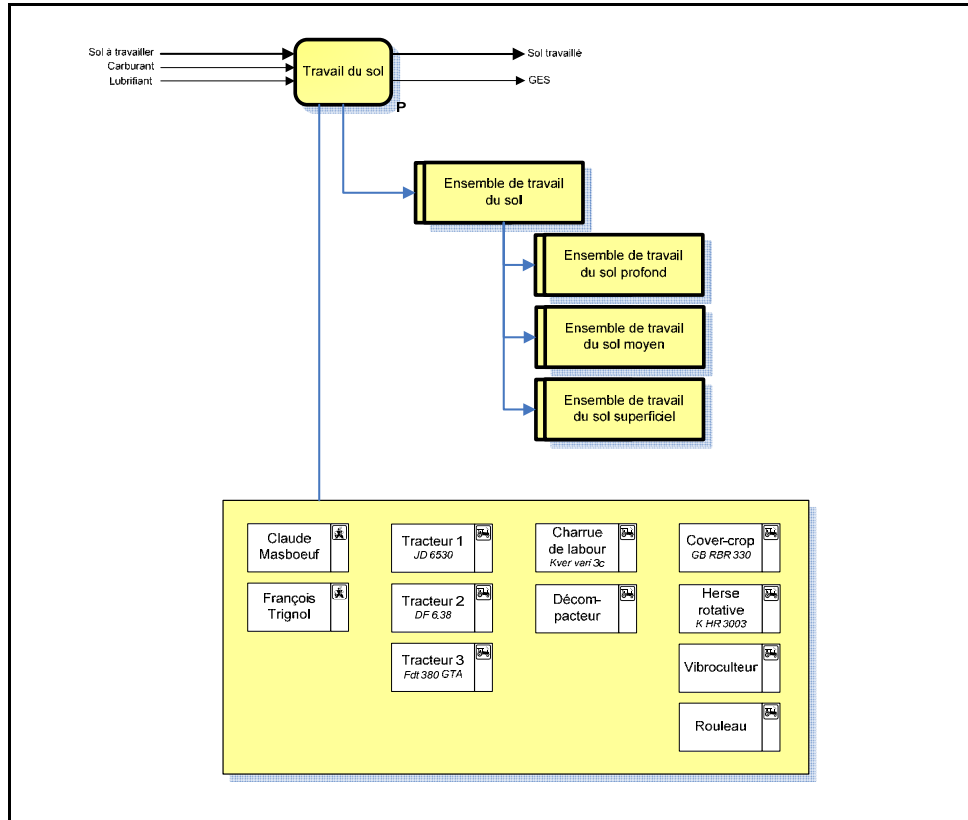 Sol à travailler
Carburant
Lubrifiant
Travail du sol
P
Sol travaillé
GES
Ensemble de travail
du sol
Ensemble de travail
du sol profond
Ensemble de travail
du sol moyen
Ensemble de travail
du sol superficiel
Claude
Masboeuf
François
Trignol
Tracteur 1
JD 6530
Tracteur 2
DF 6.38
Tracteur 3
Fdt 380 GTA
Charrue
de labour
Kver vari 3c
Décom-
pacteur
Cover-crop
GB RBR 330
Herse
rotative
K HR 3003
Vibroculteur
Rouleau